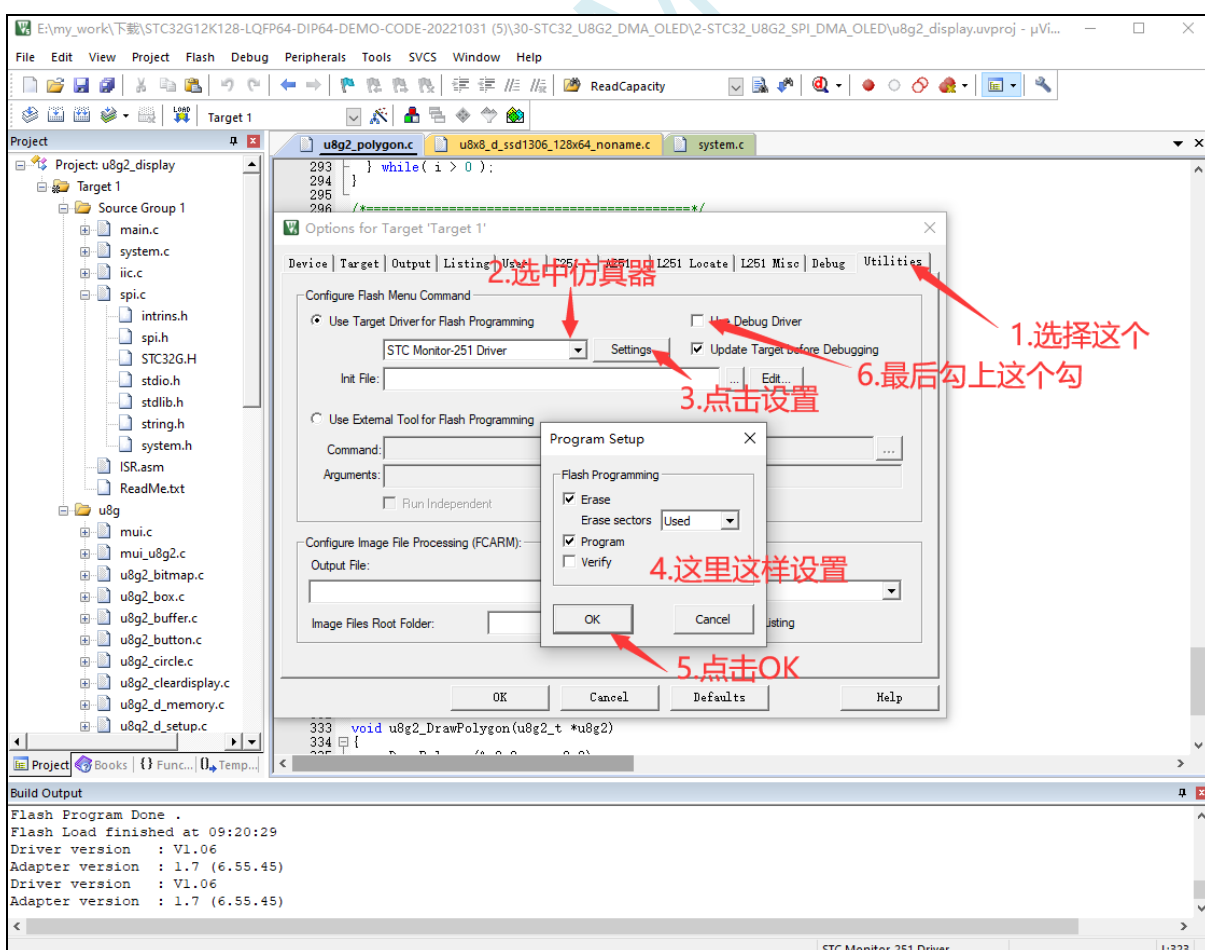 E:\my_work\下载\STC32G12K128-LQFP64-DIP64-DEMO-CODE-20221031 (5)\30-STC32_U8G2_DMA_OLED\2-STC32_U8G2_SPI_DMA_OLED\u8g2_display.uvproj - µVi...
File Edit View Project Flash Debug Peripherals Tools SVCS Window Help
ReadCapacity
LOAD Target 1
Project
u8g2_polygon.c u8x8_d_ssd1306_128x64_noname.c system.c
Project: u8g2_display
Target 1
Source Group 1
main.c
system.c
iic.c
spi.c
intrins.h
spi.h
STC32G.H
stdio.h
stdlib.h
string.h
system.h
ISR.asm
ReadMe.txt
u8g
mui.c
mui_u8g2.c
u8g2_bitmap.c
u8g2_box.c
u8g2_buffer.c
u8g2_button.c
u8g2_circle.c
u8g2_cleardisplay.c
u8g2_d_memory.c
u8g2_d_setup.c
Project Books {} Func... Temp...
293 } while( i > 0 );
294 }
295
296 /*============================================*/
Options for Target 'Target 1'
Device Target Output Listing User C251 A251 L251 Locate L251 Misc Debug Utilities
2.选中仿真器
Configure Flash Menu Command
Use Target Driver for Flash Programming
Use Debug Driver
1.选择这个
STC Monitor-251 Driver Settings
Update Target before Debugging
Init File: ... Edit...
6.最后勾上这个勾
3.点击设置
Use External Tool for Flash Programming
Command: ...
Arguments:
Run Independent
Program Setup
Flash Programming
Erase
Erase sectors Used
Program
Verify
4.这里这样设置
OK Cancel
5.点击OK
Configure Image File Processing (FCARM):
Output File:
Image Files Root Folder:
OK Cancel Defaults Help
333 void u8g2_DrawPolygon(u8g2_t *u8g2)
334 {
Build Output
Flash Program Done .
Flash Load finished at 09:20:29
Driver version : V1.06
Adapter version : 1.7 (6.55.45)
Driver version : V1.06
Adapter version : 1.7 (6.55.45)
STC Monitor-251 Driver